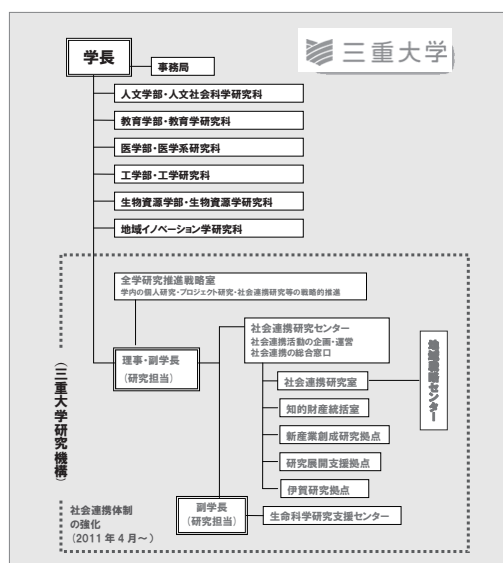 三重大学
学長
事務局
人文学部・人文社会科学研究科
教育学部・教育学研究科
医学部・医学系研究科
工学部・工学研究科
生物資源学部・生物資源学研究科
地域イノベーション学研究科
全学研究推進戦略室
学内の個人研究・プロジェクト研究・社会連携研究等の戦略的推進
理事・副学長
(研究担当)
社会連携研究センター
社会連携活動の企画・運営
社会連携の総合窓口
社会連携研究室
知的財産統括室
新産業創成研究拠点
研究展開支援拠点
伊賀研究拠点
地域戦略センター
副学長
(研究担当)
生命科学研究支援センター
(三重大学研究機構)
社会連携体制
の強化
(2011年4月〜)